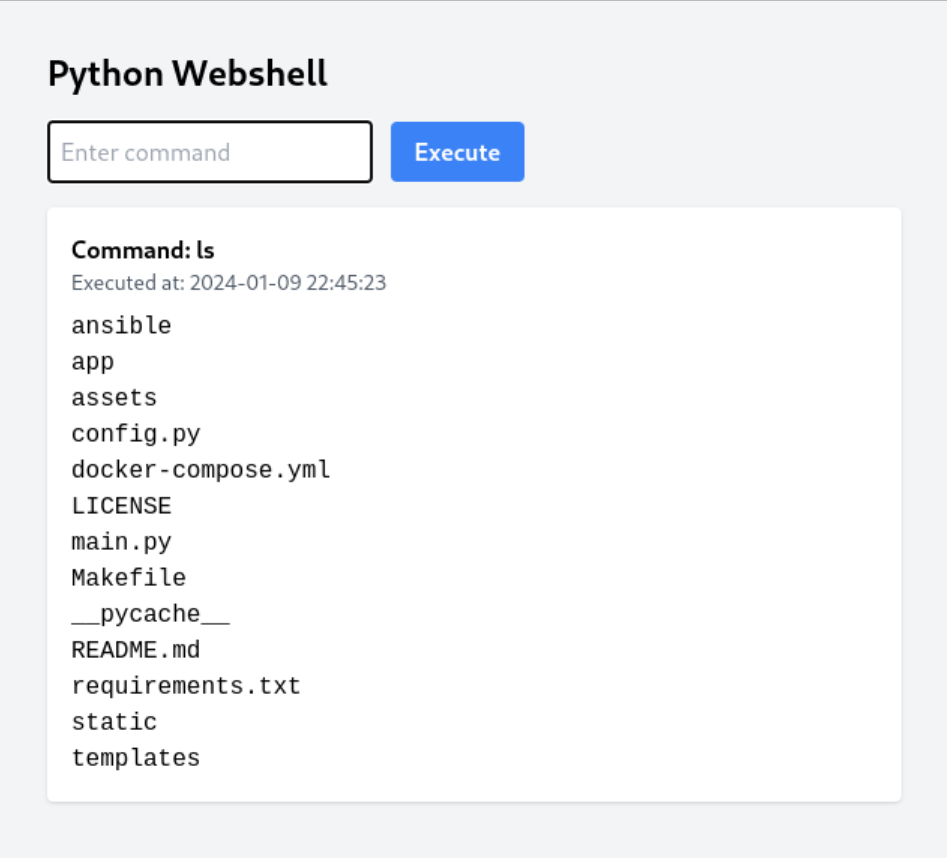 Python Webshell
Enter command
Execute
Command: ls
Executed at: 2024-01-09 22:45:23
ansible
app
assets
config.py
docker-compose.yml
LICENSE
main.py
Makefile
__pycache__
README.md
requirements.txt
static
templates